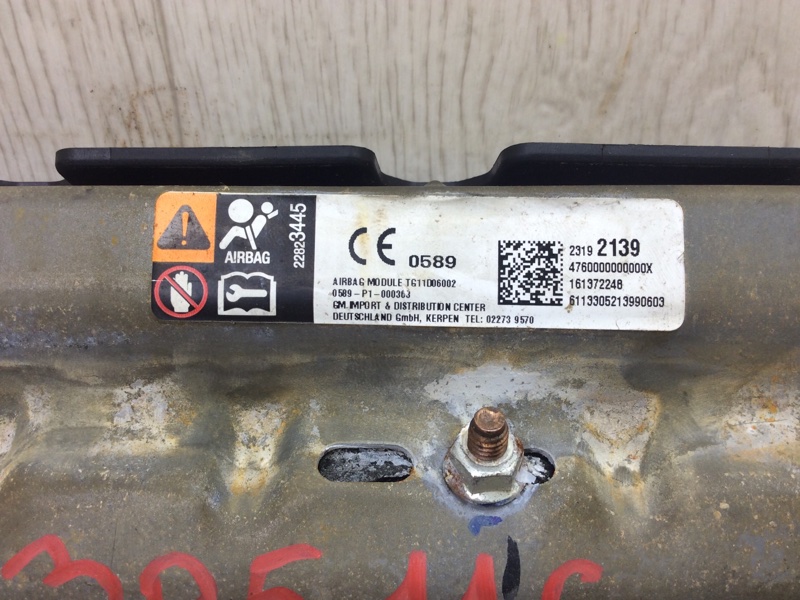 AIRBAG
22823445
CE 0589
AIRBAG MODULE TG11D06002
0589-P1-000363
GM IMPORT & DISTRIBUTION CENTER
DEUTSCHLAND GmbH, KERPEN TEL: 02273 9570
2319 2139
4760000000000X
161372248
6113305213990603